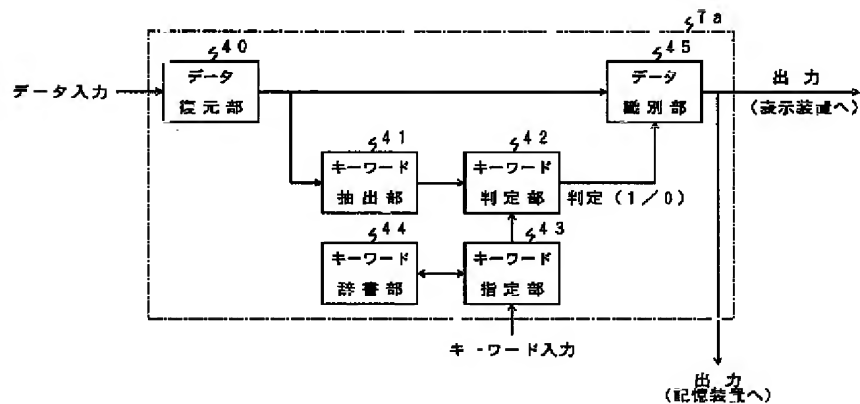 7a
40
45
データ
復元部
データ
識別部
データ入力
出力
(表示装置へ)
41
42
キーワード
抽出部
キーワード
判定部
判定(1/0)
44
43
キーワード
辞書部
キーワード
指定部
キーワード入力
出力
(記憶装置へ)